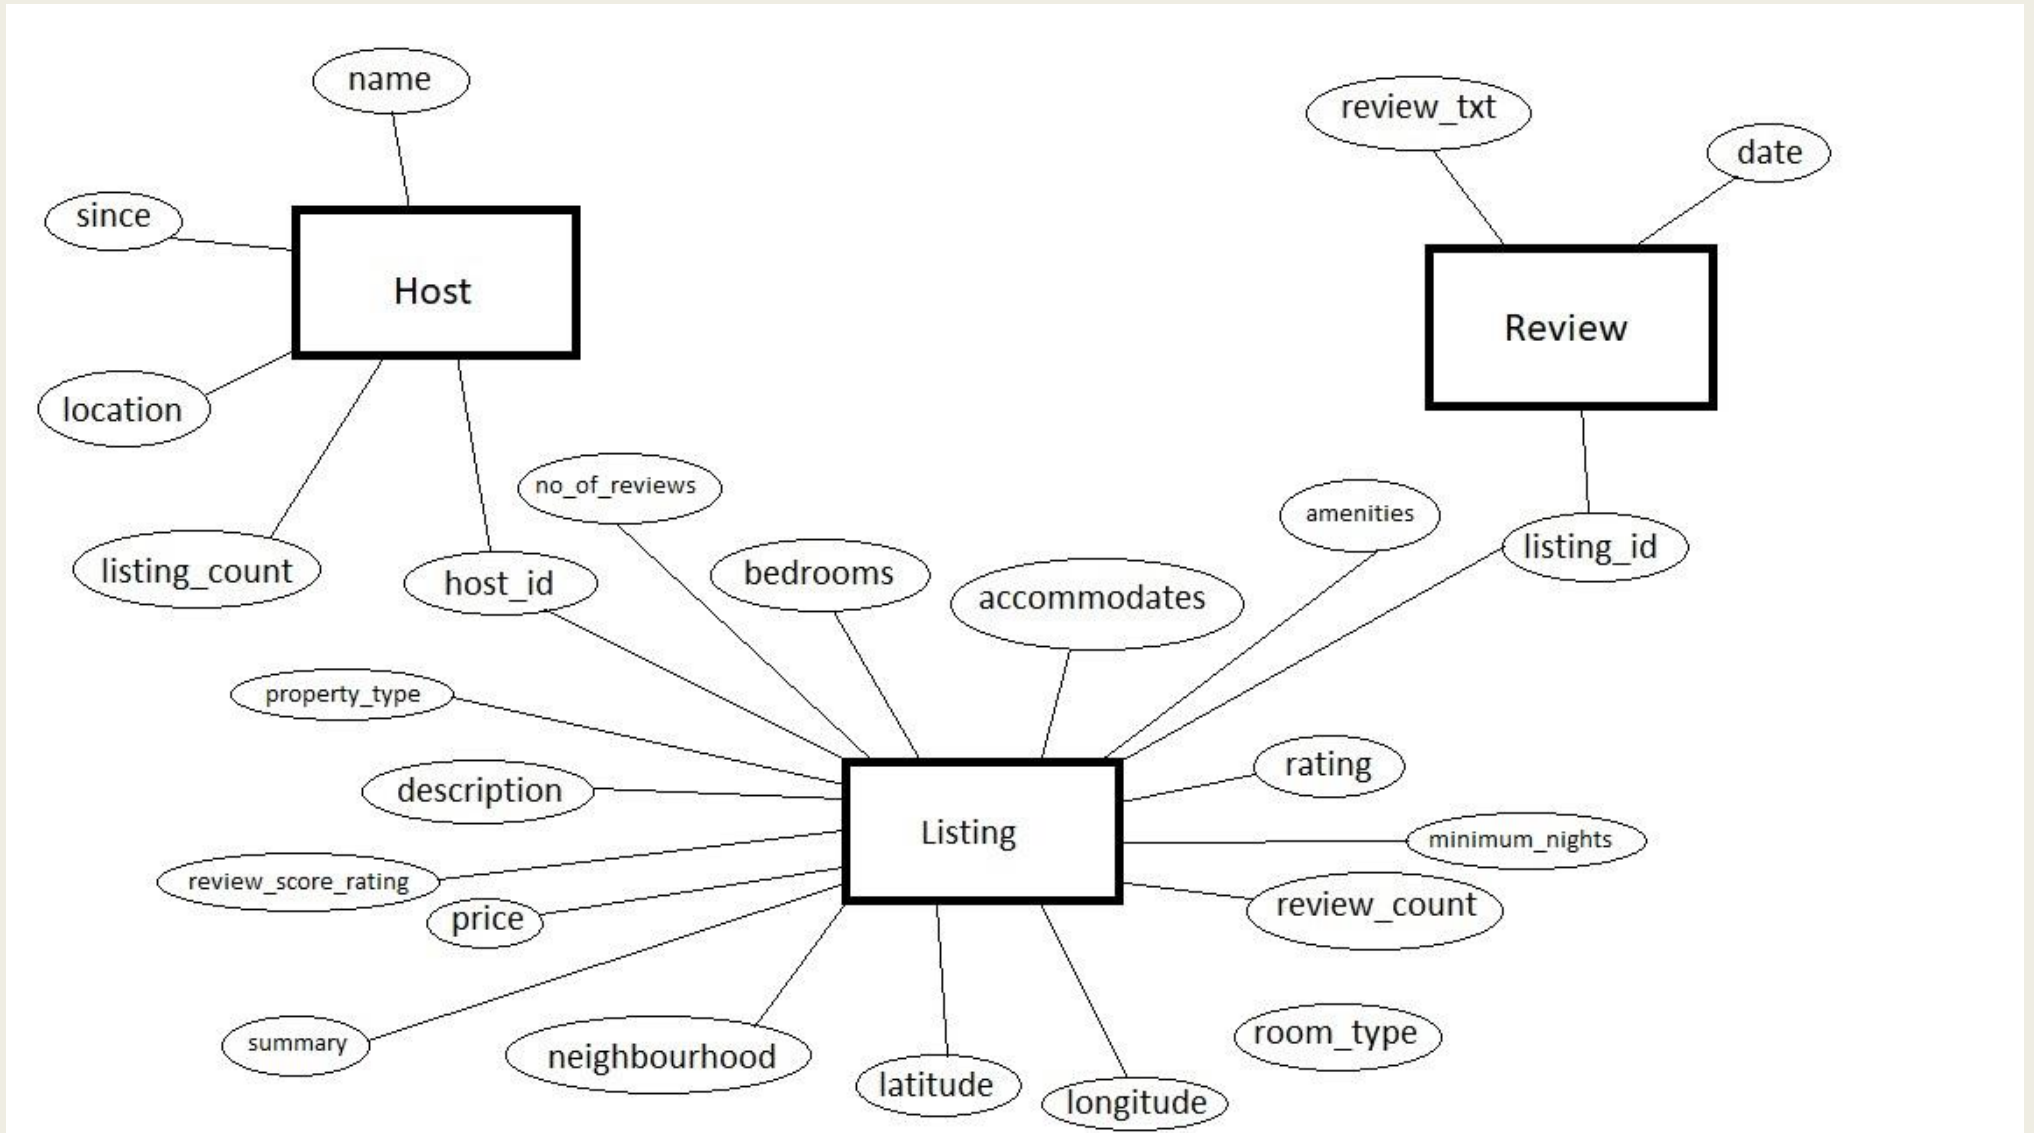 name
review_txt
date
since
Host
Review
location
no_of_reviews
amenities
listing_id
listing_count
host_id
bedrooms
accommodates
property_type
description
rating
Listing
minimum_nights
review_score_rating
price
review_count
summary
neighbourhood
latitude
longitude
room_type